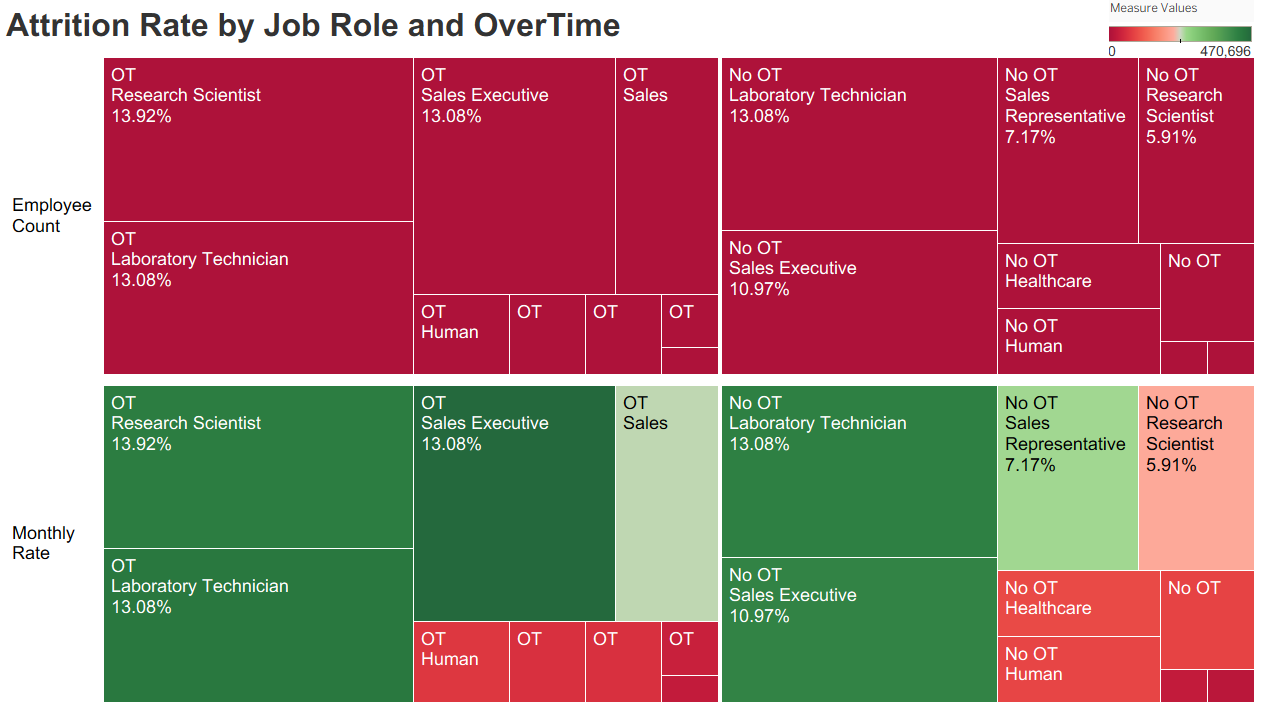 Attrition Rate by Job Role and OverTime
Measure Values
0
470,696
Employee
Count
OT
Research Scientist
13.92%
OT
Laboratory Technician
13.08%
OT
Sales Executive
13.08%
OT
Sales
OT
Human
OT
OT
OT
No OT
Laboratory Technician
13.08%
No OT
Sales Executive
10.97%
No OT
Sales
Representative
7.17%
No OT
Research
Scientist
5.91%
No OT
Healthcare
No OT
Human
No OT
Monthly
Rate
OT
Research Scientist
13.92%
OT
Laboratory Technician
13.08%
OT
Sales Executive
13.08%
OT
Sales
OT
Human
OT
OT
OT
No OT
Laboratory Technician
13.08%
No OT
Sales Executive
10.97%
No OT
Sales
Representative
7.17%
No OT
Research
Scientist
5.91%
No OT
Healthcare
No OT
Human
No OT